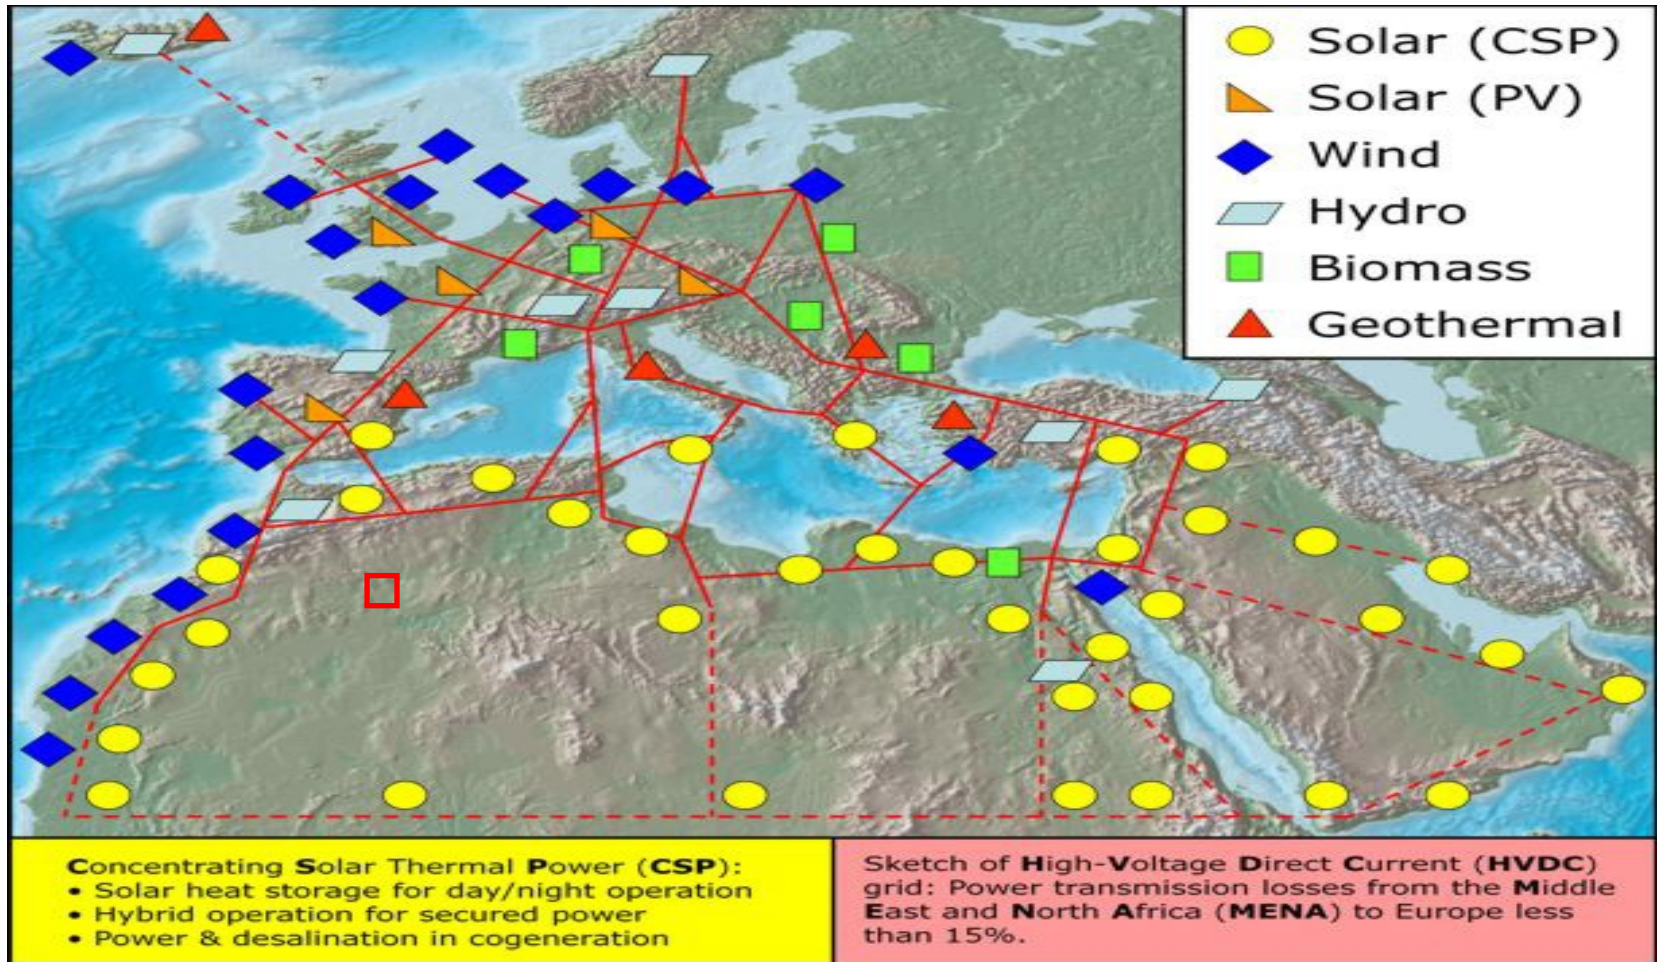 Solar (CSP)
Solar (PV)
Wind
Hydro
Biomass
Geothermal
Concentrating Solar Thermal Power (CSP):
• Solar heat storage for day/night operation
• Hybrid operation for secured power
• Power & desalination in cogeneration
Sketch of High-Voltage Direct Current (HVDC)
grid: Power transmission losses from the Middle
East and North Africa (MENA) to Europe less
than 15%.